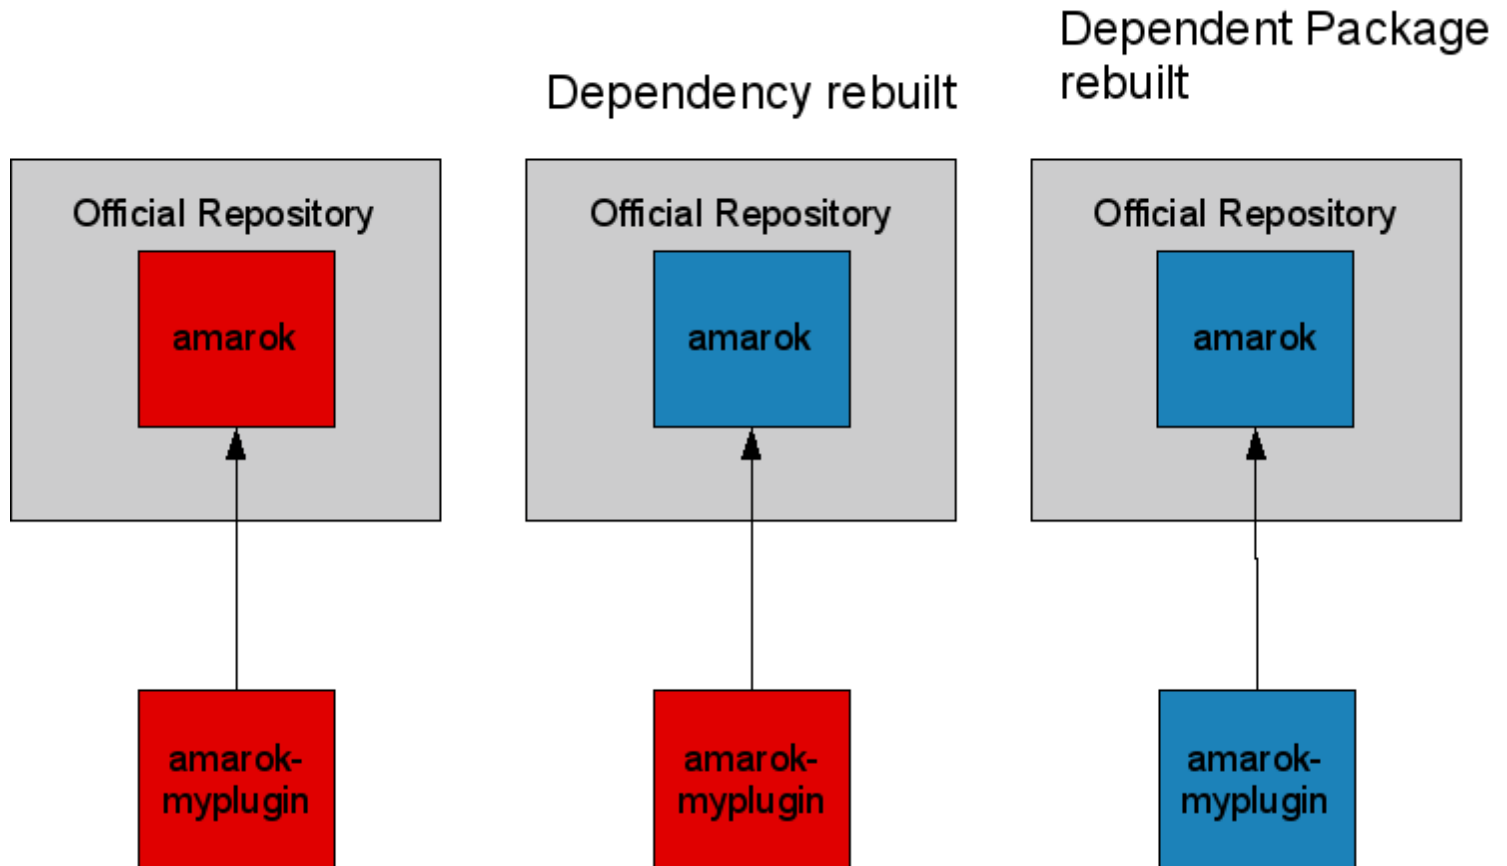 Dependency rebuilt
Dependent Package
rebuilt
Official Repository
amarok
amarok-
myplugin
Official Repository
amarok
amarok-
myplugin
Official Repository
amarok
amarok-
myplugin